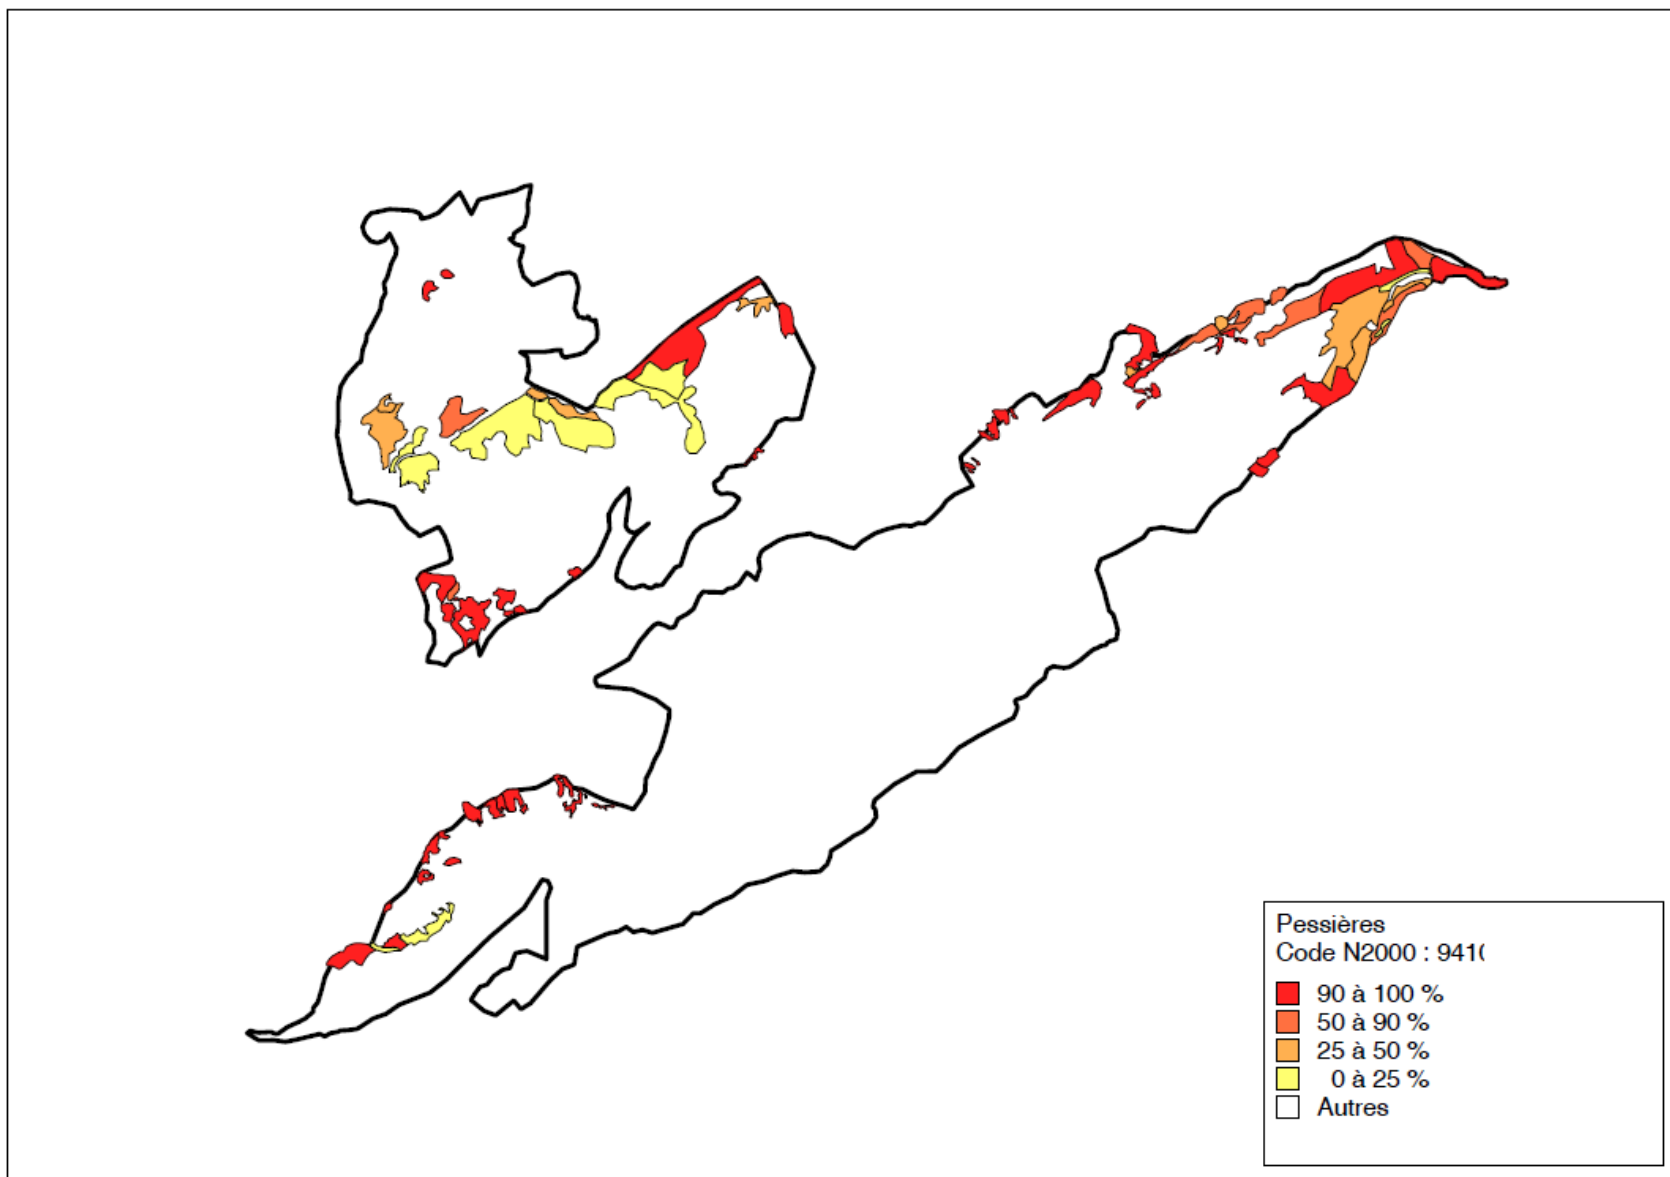 Pessières
Code N2000 : 941(
90 à 100 %
50 à 90 %
25 à 50 %
0 à 25 %
Autres